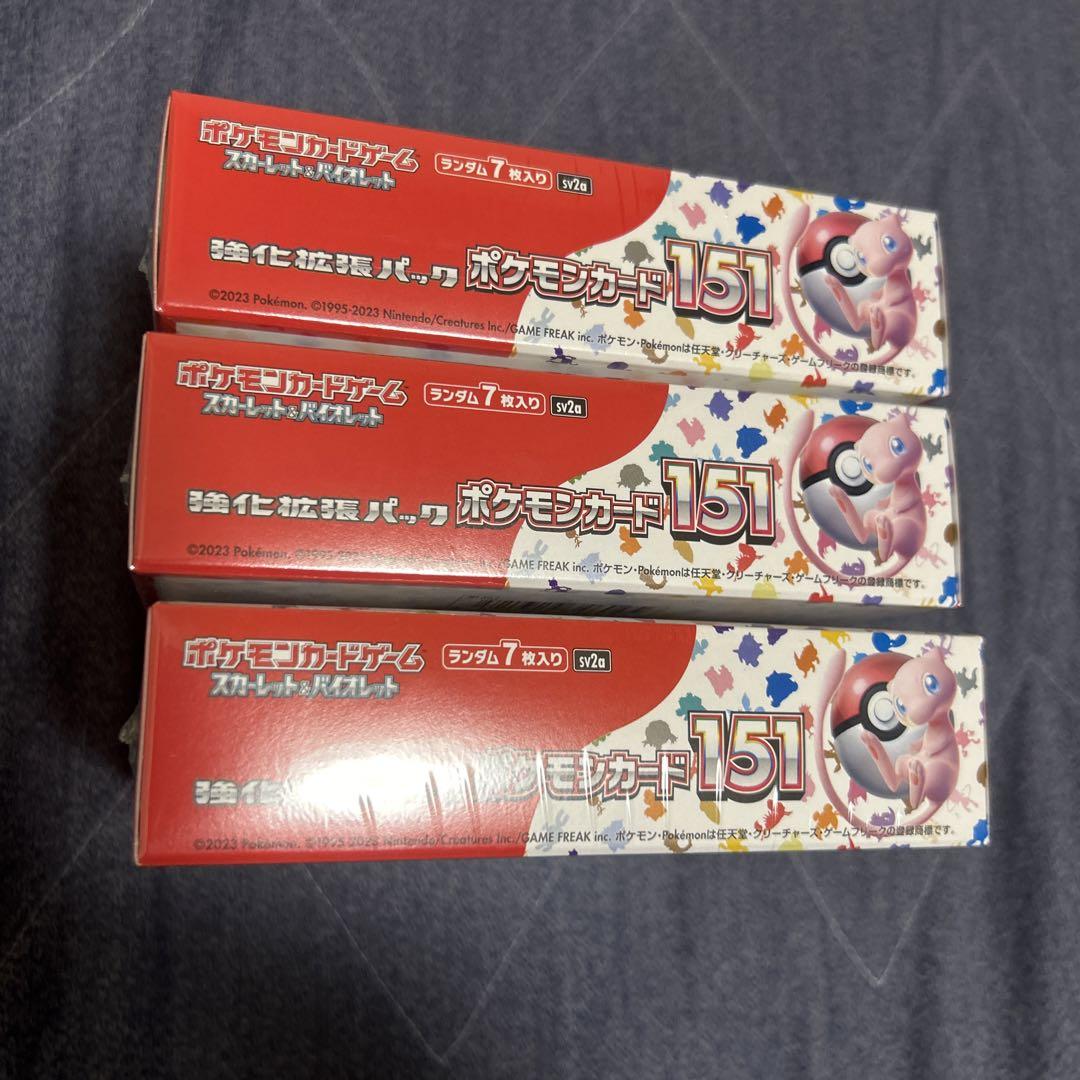 ポケモンカードゲーム
スカーレット&バイオレット
ランダム7枚入り
sv2a
強化拡張パック ポケモンカード151
©2023 Pokémon. ©1995-2023 Nintendo/Creatures Inc./GAME FREAK inc. ポケモン・Pokémonは任天堂・クリーチャーズ・ゲームフリークの登録商標です。
ポケモンカードゲーム
スカーレット&バイオレット
ランダム7枚入り
sv2a
強化拡張パック ポケモンカード151
©2023 Pokémon. ©1995-2023 Nintendo/GAME FREAK inc. ポケモン・Pokémonは任天堂・クリーチャーズ・ゲームフリークの登録商標です。
ポケモンカードゲーム
スカーレット&バイオレット
ランダム7枚入り
sv2a
強化 ポケモンカード151
©2023 Pokémon. ©1995-2023 Nintendo/Creatures Inc./GAME FREAK inc. ポケモン・Pokémonは任天堂・クリーチャーズ・ゲームフリークの登録商標です。